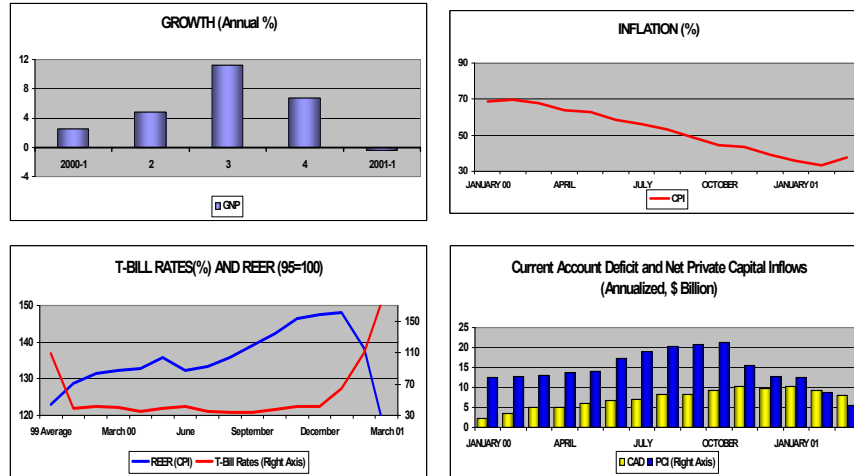 GROWTH (Annual %)
12
8
4
0
-4
2000-1 2 3 4 2001-1
GNP
INFLATION (%)
90
70
50
30
JANUARY 00 APRIL JULY OCTOBER JANUARY 01
CPI
T-BILL RATES(%) AND REER (95=100)
150
140
130
120
150
110
70
30
99 Average March 00 June September December March 01
REER (CPI) T-Bill Rates (Right Axis)
Current Account Deficit and Net Private Capital Inflows
(Annualized, $ Billion)
25
20
15
10
5
0
JANUARY 00 APRIL JULY OCTOBER JANUARY 01
CAD PCI (Right Axis)